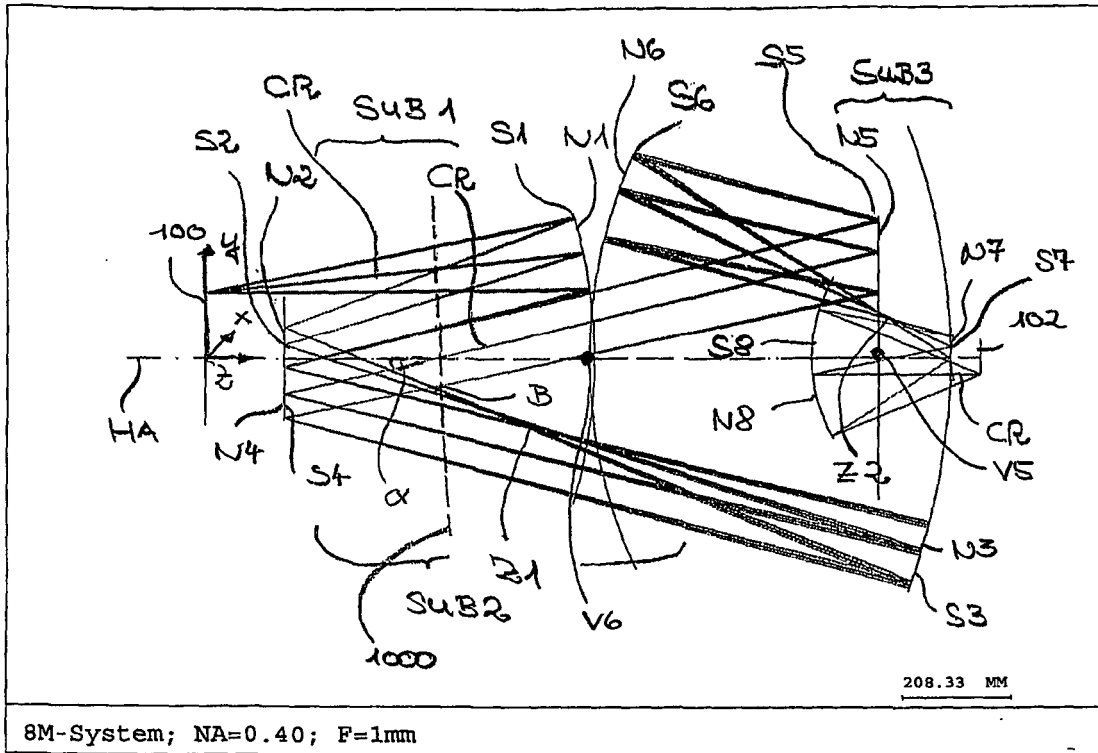 N6
S5
SUB3
CR
SUB1
S6
S2
S1
N1
N5
N2
CR
100
y
N7
S7
x
102
S8
z
B
HA
N8
CR
N4
Z2
V5
S4
α
Z1
N3
SUB2
V6
S3
1000
208.33 MM
8M-System; NA=0.40; F=1mm